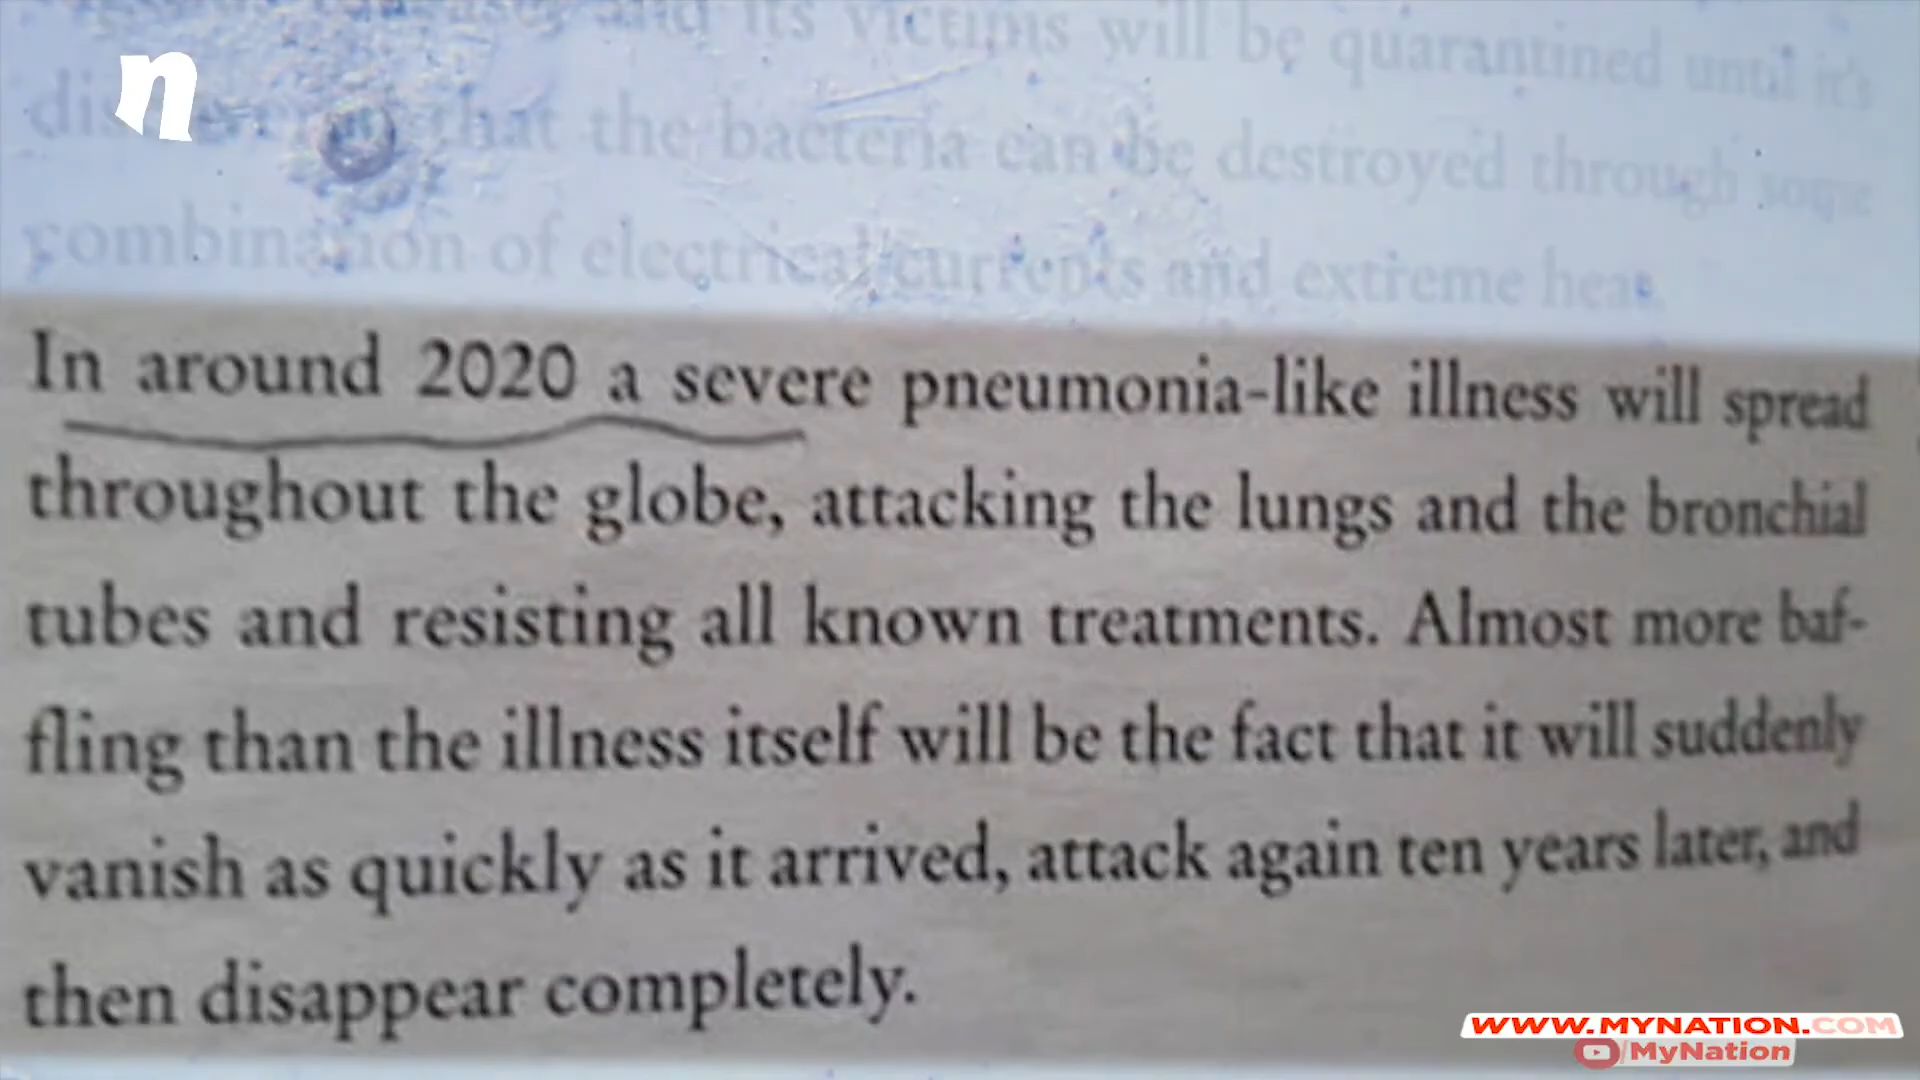 and its victims will be quarantined until it's
that the bacteria can be destroyed through some
combination of electrical currents and extreme heat.
In around 2020 a severe pneumonia-like illness will spread
throughout the globe, attacking the lungs and the bronchial
tubes and resisting all known treatments. Almost more baf-
fling than the illness itself will be the fact that it will suddenly
vanish as quickly as it arrived, attack again ten years later, and
then disappear completely.
n
WWW.MYNATION.COM
/MyNation